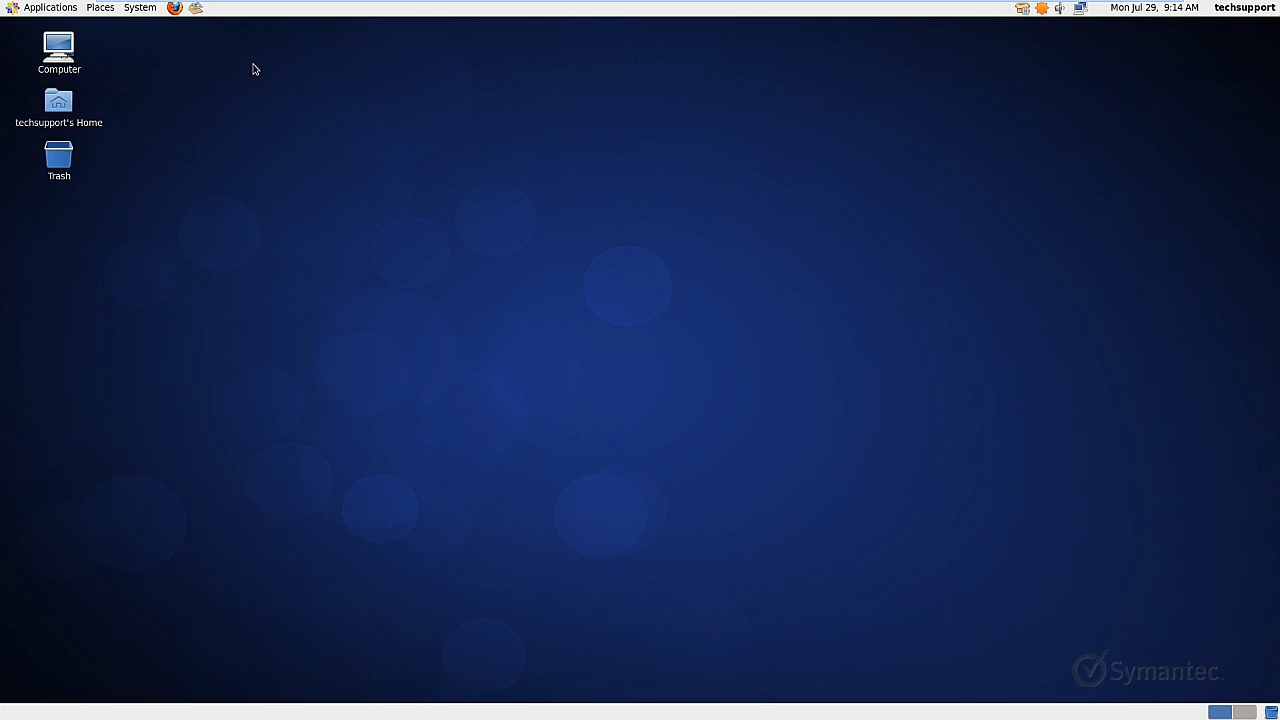 Applications Places System Mon Jul 29, 9:14 AM techsupport
Computer
techsupport's Home
Trash
Symantec.